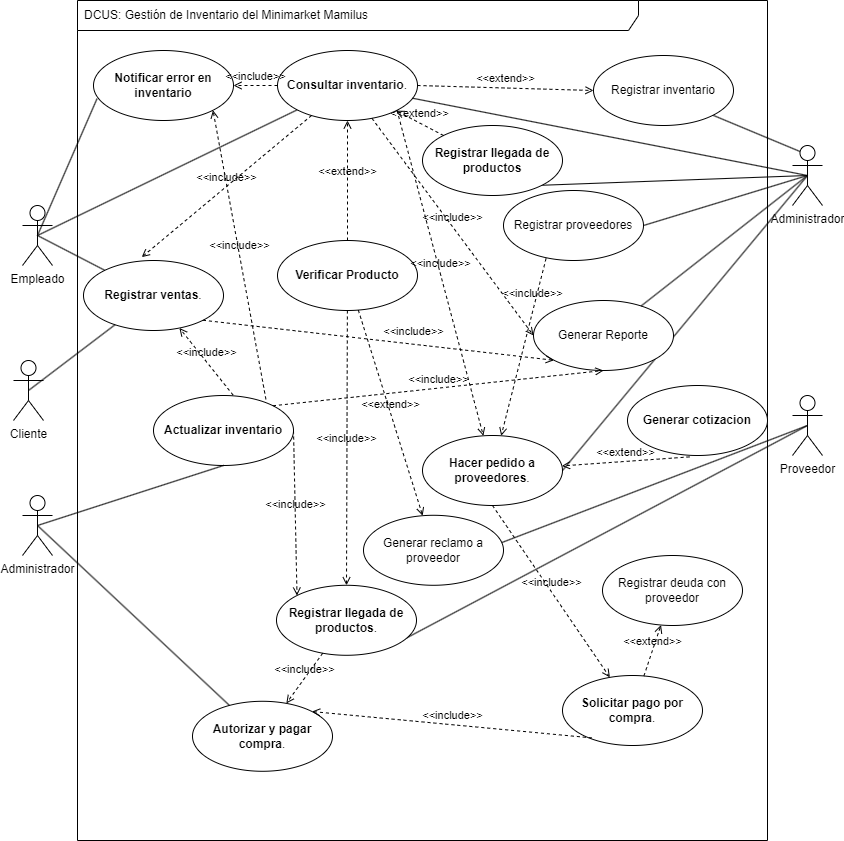 DCUS: Gestión de Inventario del Minimarket Mamilus
Notificar error en
inventario
<<include>>
Consultar inventario.
<<extend>>
Registrar inventario
<<extend>>
Registrar llegada de
productos
Administrador
<<include>>
<<extend>>
<<include>>
Registrar proveedores
Empleado
<<include>>
Verificar Producto
<<include>>
<<include>>
Registrar ventas.
<<include>>
Generar Reporte
<<include>>
Cliente
<<include>>
<<extend>>
Actualizar inventario
<<include>>
Generar cotizacion
<<extend>>
Proveedor
Hacer pedido a
proveedores.
<<include>>
Administrador
Generar reclamo a
proveedor
<<include>>
Registrar deuda con
proveedor
Registrar llegada de
productos.
<<extend>>
<<include>>
Solicitar pago por
compra.
<<include>>
Autorizar y pagar
compra.